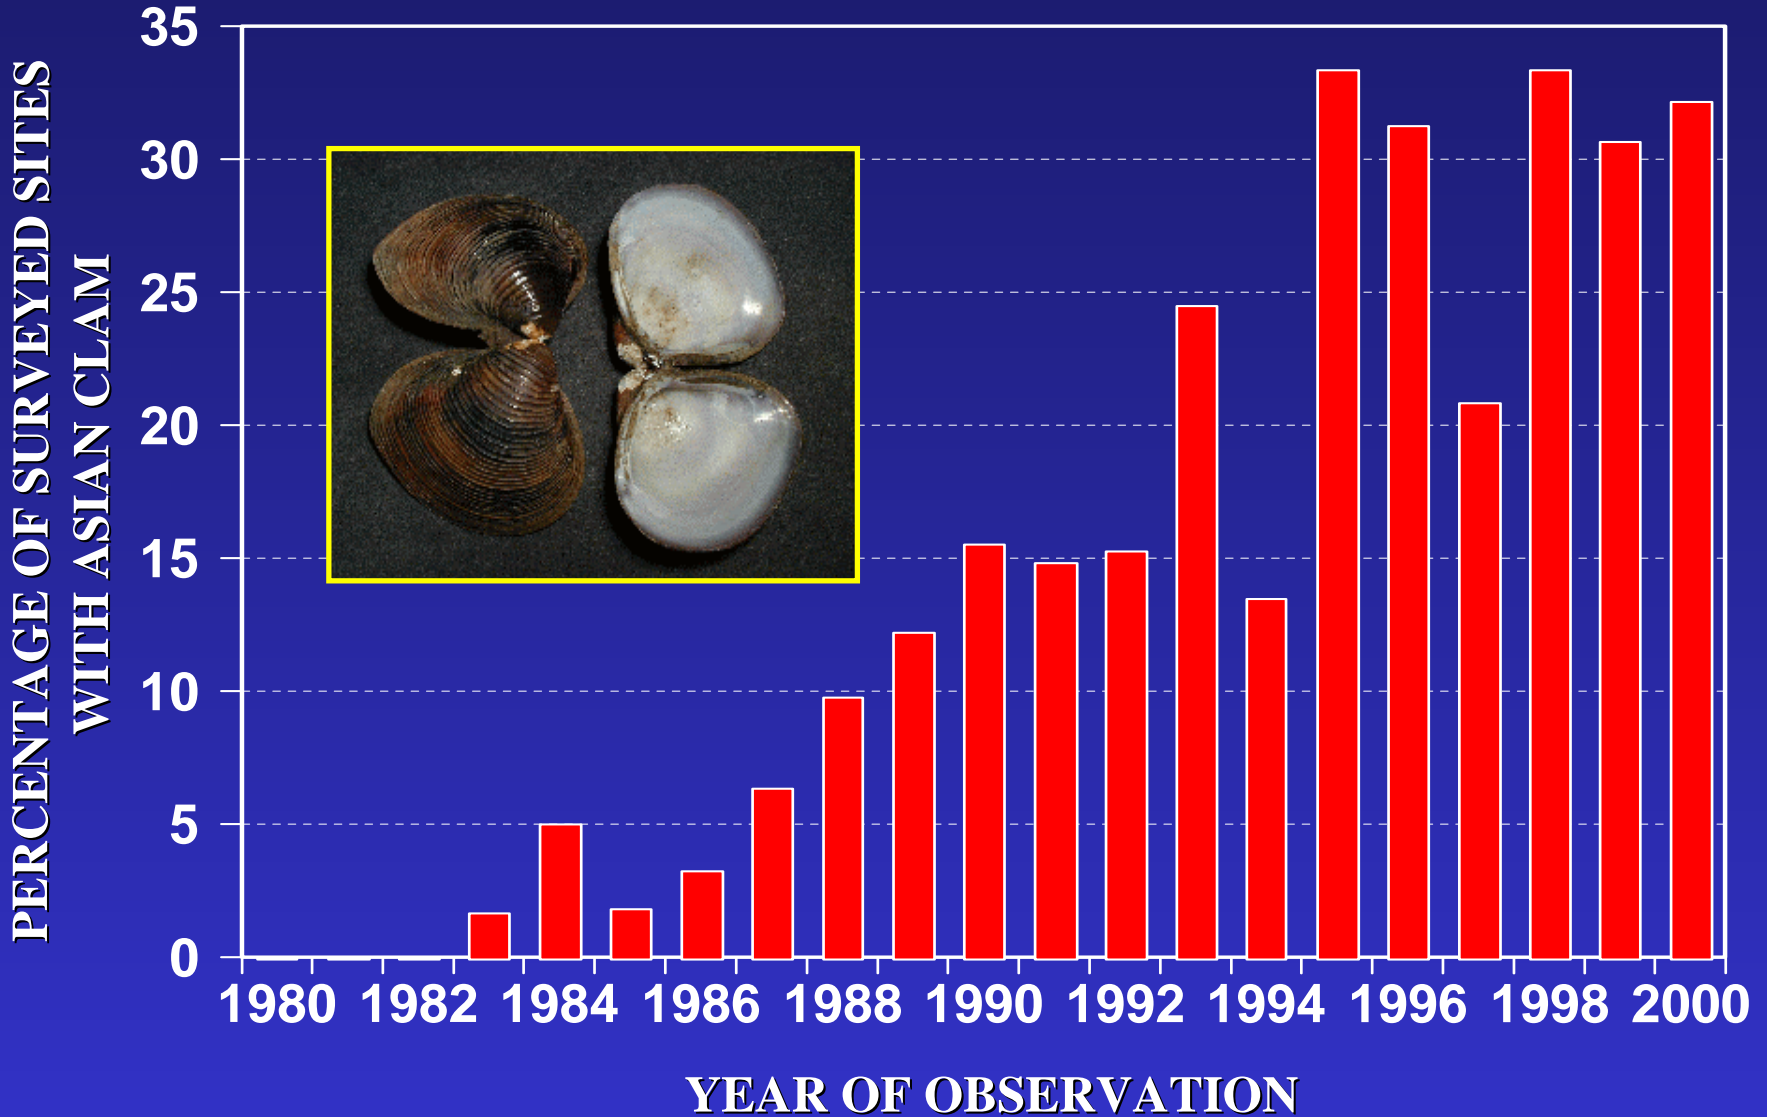 PERCENTAGE OF SURVEYED SITES
WITH ASIAN CLAM
35
30
25
20
15
10
5
0
1980 1982 1984 1986 1988 1990 1992 1994 1996 1998 2000
YEAR OF OBSERVATION